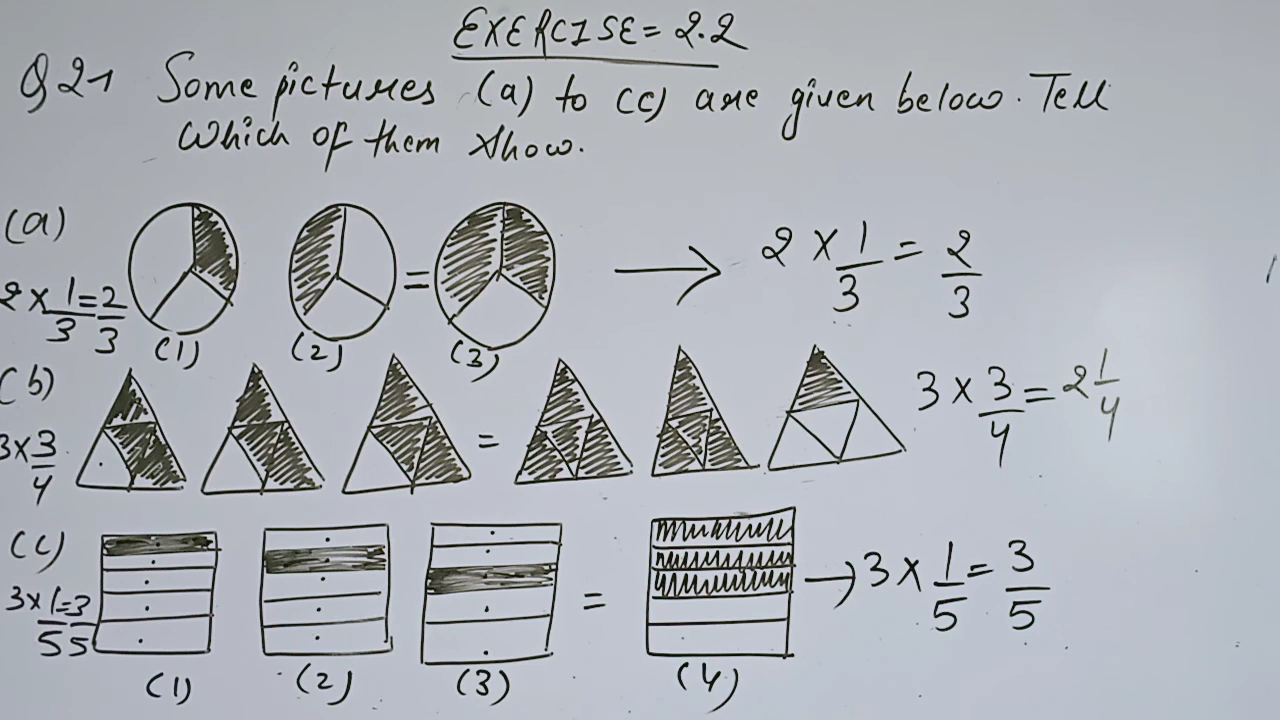 EXERCISE = 2.2
Q 2→ Some pictures (a) to (c) are given below. Tell
Which of them show.
(a)
2 × 1/3 = 2/3
(1) (2) = (3) → 2 × 1/3 = 2/3
(b)
3 × 3/4
= 3 × 3/4 = 2 1/4
(c)
3 × 1/5 = 3/5
= → 3 × 1/5 = 3/5
(1) (2) (3) (4)